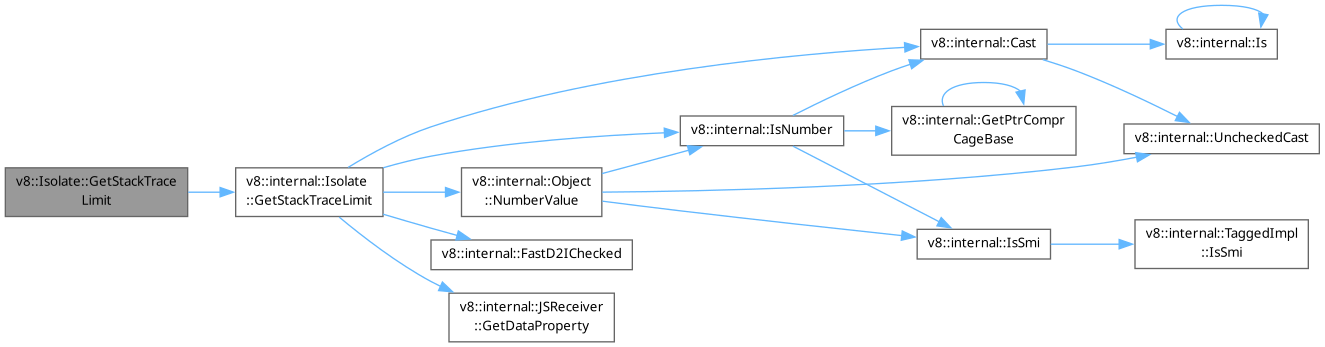 v8::Isolate::GetStackTrace
Limit
v8::internal::Isolate
::GetStackTraceLimit
v8::internal::Cast
v8::internal::Is
v8::internal::IsNumber
v8::internal::GetPtrCompr
CageBase
v8::internal::UncheckedCast
v8::internal::Object
::NumberValue
v8::internal::IsSmi
v8::internal::TaggedImpl
::IsSmi
v8::internal::FastD2IChecked
v8::internal::JSReceiver
::GetDataProperty